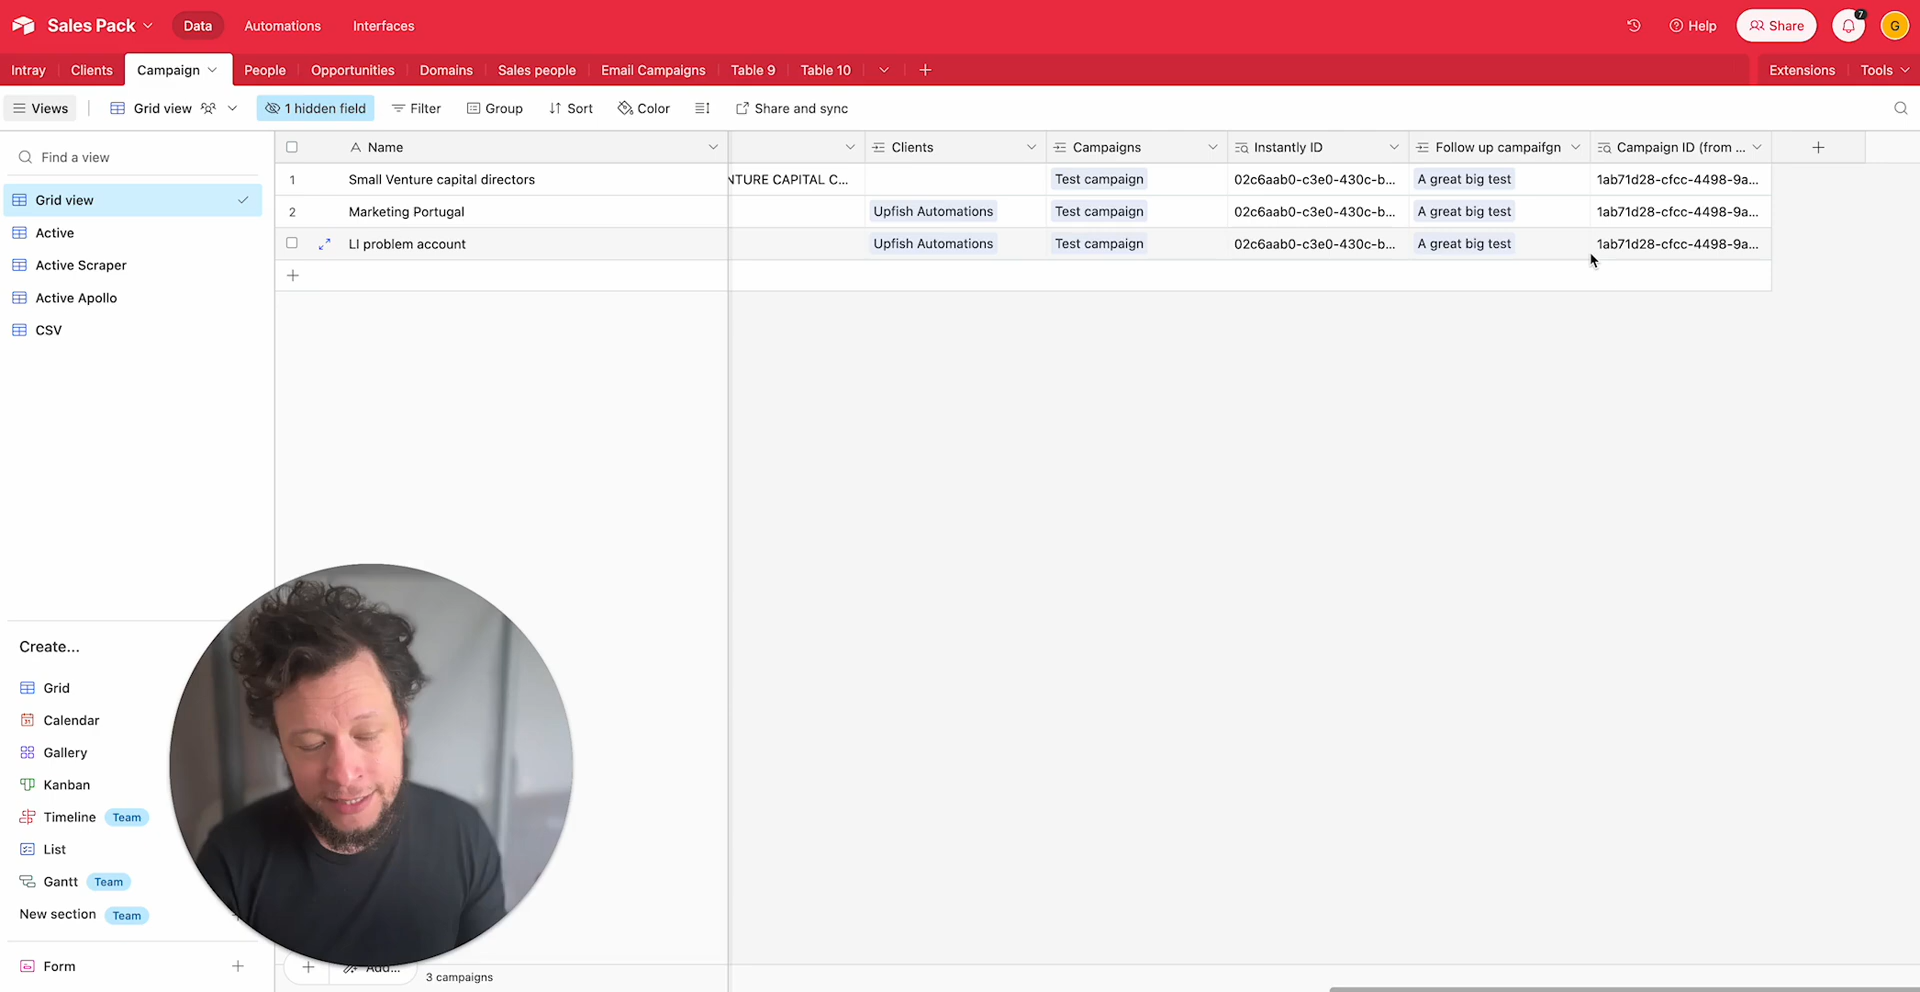 Sales Pack
Data
Automations
Interfaces
Help
Share
7
G
Intray
Clients
Campaign
People
Opportunities
Domains
Sales people
Email Campaigns
Table 9
Table 10
Extensions
Tools
Views
Grid view
1 hidden field
Filter
Group
Sort
Color
Share and sync
Find a view
Grid view
Active
Active Scraper
Active Apollo
CSV
Name
Clients
Campaigns
Instantly ID
Follow up campaifgn
Campaign ID (from ...
1
Small Venture capital directors
NTURE CAPITAL C...
Test campaign
02c6aab0-c3e0-430c-b...
A great big test
1ab71d28-cfcc-4498-9a...
2
Marketing Portugal
Upfish Automations
Test campaign
02c6aab0-c3e0-430c-b...
A great big test
1ab71d28-cfcc-4498-9a...
LI problem account
Upfish Automations
Test campaign
02c6aab0-c3e0-430c-b...
A great big test
1ab71d28-cfcc-4498-9a...
Create...
Grid
Calendar
Gallery
Kanban
Timeline
Team
List
Gantt
Team
New section
Team
Form
Add...
3 campaigns